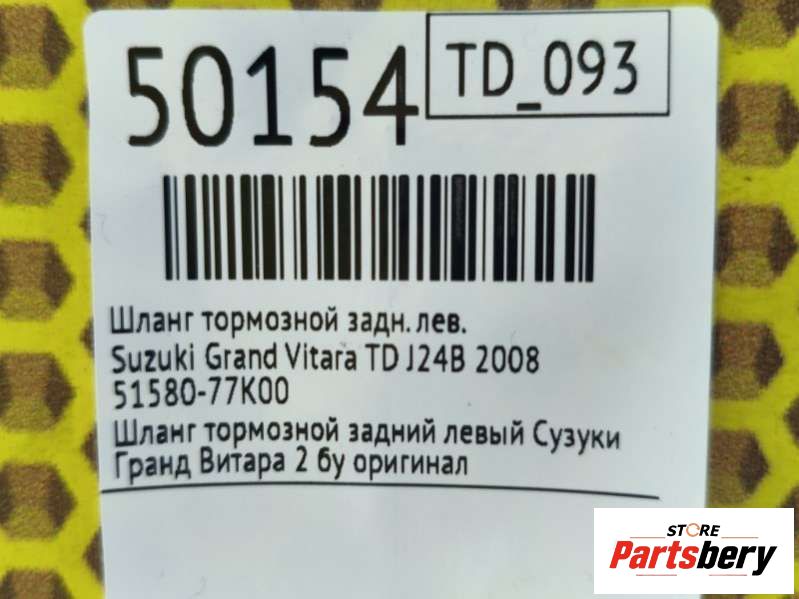 50154
TD_093
Шланг тормозной задн. лев.
Suzuki Grand Vitara TD J24B 2008
51580-77K00
Шланг тормозной задний левый Сузуки
Гранд Витара 2 бу оригинал
STORE
Partsbery